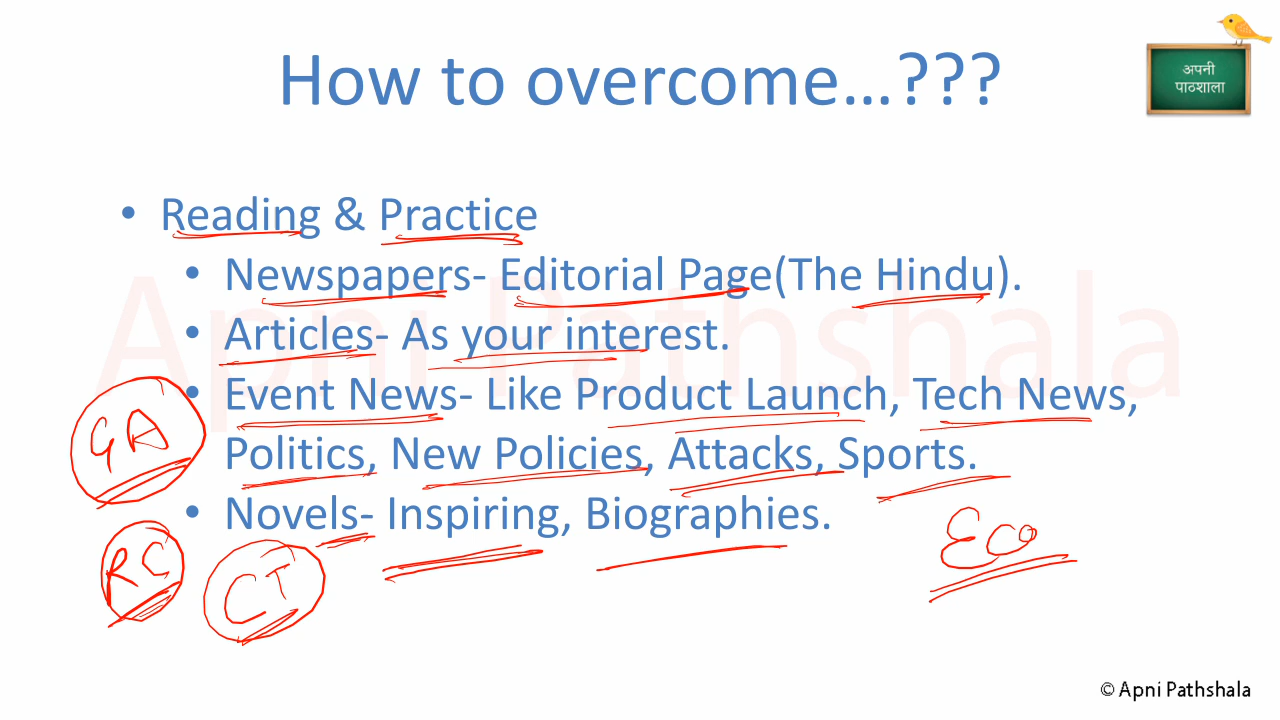 How to overcome…???
अपनी
पाठशाला
• Reading & Practice
• Newspapers- Editorial Page(The Hindu).
• Articles- As your interest.
• Event News- Like Product Launch, Tech News,
Politics, New Policies, Attacks, Sports.
• Novels- Inspiring, Biographies.
GA
RC
CT
Eco
Apni Pathshala
© Apni Pathshala